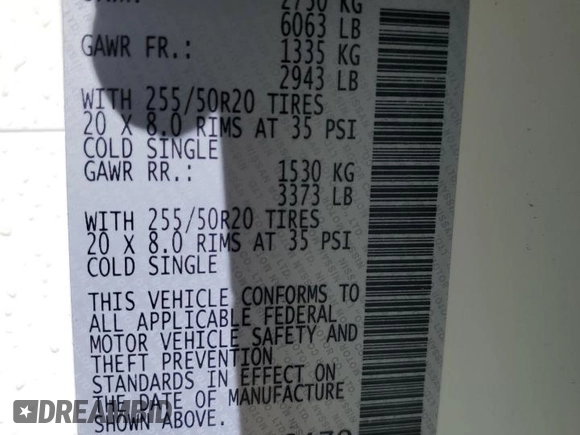 2750 KG
6063 LB
GAWR FR.: 1335 KG
2943 LB
WITH 255/50R20 TIRES
20 X 8.0 RIMS AT 35 PSI
COLD SINGLE
GAWR RR.: 1530 KG
3373 LB
WITH 255/50R20 TIRES
20 X 8.0 RIMS AT 35 PSI
COLD SINGLE
THIS VEHICLE CONFORMS TO
ALL APPLICABLE FEDERAL
MOTOR VEHICLE SAFETY AND
THEFT PREVENTION
STANDARDS IN EFFECT ON
THE DATE OF MANUFACTURE
SHOWN ABOVE.
DREAMBID